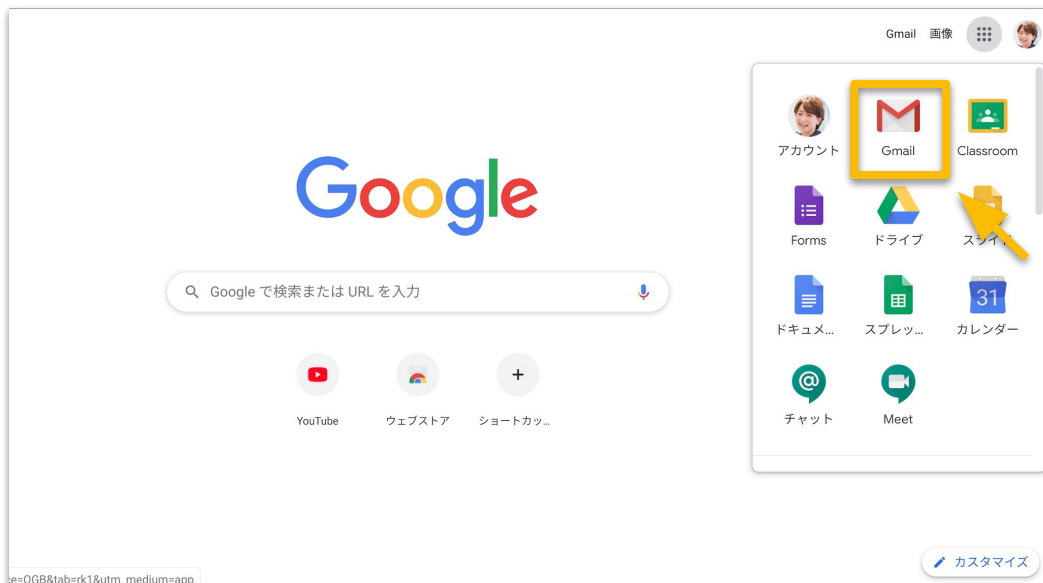 Gmail 画像
Google
Google で検索または URL を入力
YouTube ウェブストア ショートカッ...
アカウント Gmail Classroom
Forms ドライブ スライド
31
ドキュメ... スプレッ... カレンダー
チャット Meet
カスタマイズ
ce=OGB&tab=rk1&utm_medium=app